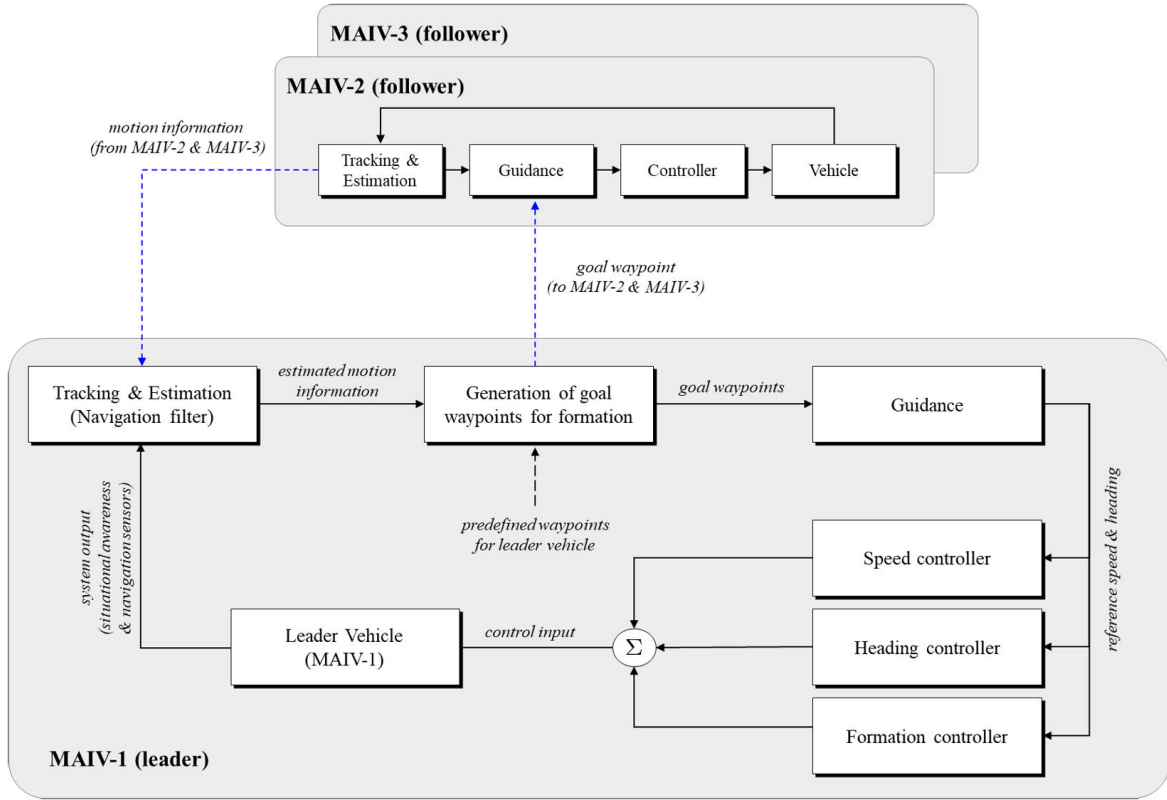 MAIV-3 (follower)
MAIV-2 (follower)
motion information
(from MAIV-2 & MAIV-3)
Tracking &
Estimation
Guidance
Controller
Vehicle
goal waypoint
(to MAIV-2 & MAIV-3)
Tracking & Estimation
(Navigation filter)
estimated motion
information
Generation of goal
waypoints for formation
goal waypoints
Guidance
system output
(situational awareness
& navigation sensors)
predefined waypoints
for leader vehicle
reference speed & heading
Speed controller
Leader Vehicle
(MAIV-1)
control input
Σ
Heading controller
Formation controller
MAIV-1 (leader)